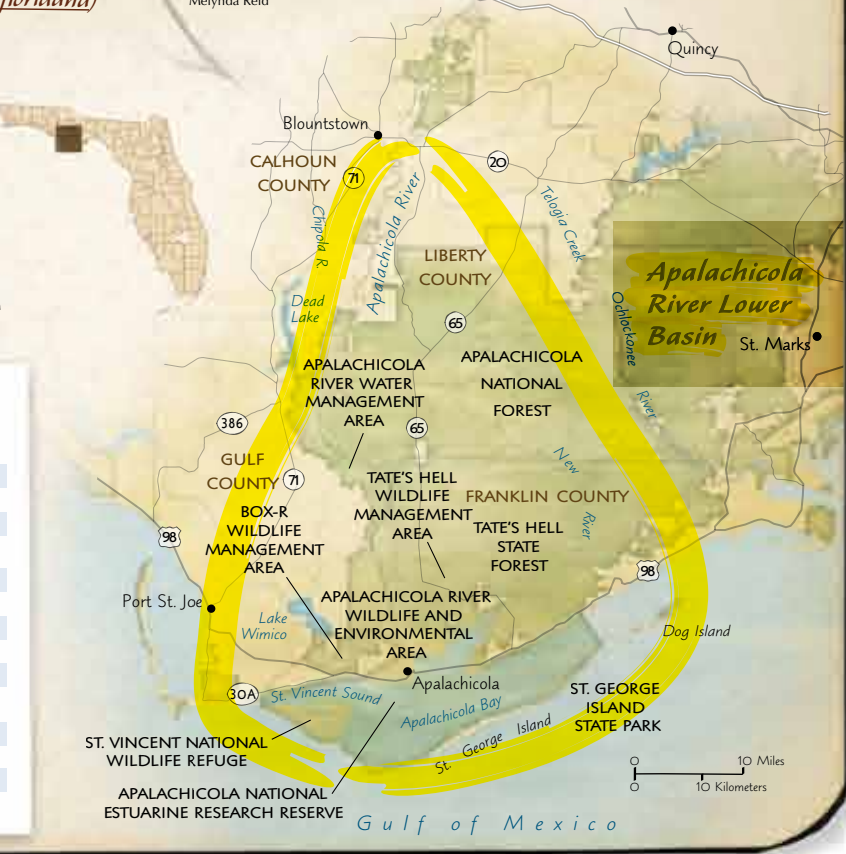 Melynda Reid
Quincy
Blountstown
CALHOUN
COUNTY
71
20
Chipola R.
Apalachicola River
Telogia Creek
LIBERTY
COUNTY
Apalachicola
River Lower
Basin
Ochlockonee
River
St. Marks
Dead
Lake
65
APALACHICOLA
RIVER WATER
MANAGEMENT
AREA
APALACHICOLA
NATIONAL
FOREST
386
65
GULF
COUNTY
71
New
River
TATE'S HELL
WILDLIFE
MANAGEMENT
AREA
FRANKLIN COUNTY
BOX-R
WILDLIFE
MANAGEMENT
AREA
TATE'S HELL
STATE
FOREST
98
98
Port St. Joe
APALACHICOLA RIVER
WILDLIFE AND
ENVIRONMENTAL
AREA
Lake
Wimico
Dog Island
Apalachicola
30A
St. Vincent Sound
Apalachicola Bay
ST. GEORGE
ISLAND
STATE PARK
St. George Island
ST. VINCENT NATIONAL
WILDLIFE REFUGE
0 10 Miles
0 10 Kilometers
APALACHICOLA NATIONAL
ESTUARINE RESEARCH RESERVE
Gulf of Mexico